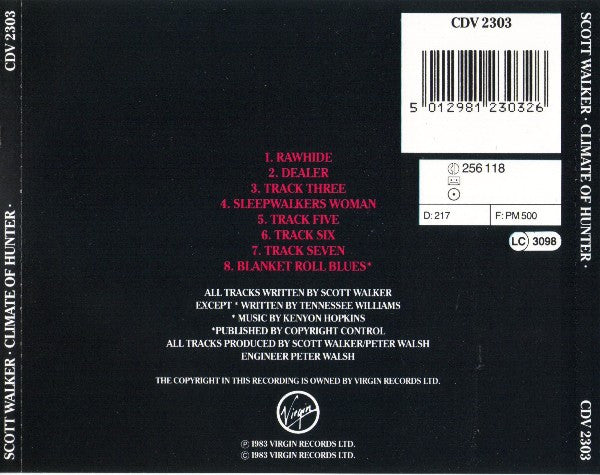 SCOTT WALKER · CLIMATE OF HUNTER · CDV 2303
CDV 2303
5 012981 230326
256 118
D: 217 F: PM 500
LC 3098
1. RAWHIDE
2. DEALER
3. TRACK THREE
4. SLEEPWALKERS WOMAN
5. TRACK FIVE
6. TRACK SIX
7. TRACK SEVEN
8. BLANKET ROLL BLUES*
ALL TRACKS WRITTEN BY SCOTT WALKER
EXCEPT * WRITTEN BY TENNESSEE WILLIAMS
* MUSIC BY KENYON HOPKINS
*PUBLISHED BY COPYRIGHT CONTROL
ALL TRACKS PRODUCED BY SCOTT WALKER/PETER WALSH
ENGINEER PETER WALSH
THE COPYRIGHT IN THIS RECORDING IS OWNED BY VIRGIN RECORDS LTD.
Virgin
℗ 1983 VIRGIN RECORDS LTD.
© 1983 VIRGIN RECORDS LTD.
SCOTT WALKER · CLIMATE OF HUNTER · CDV 2303